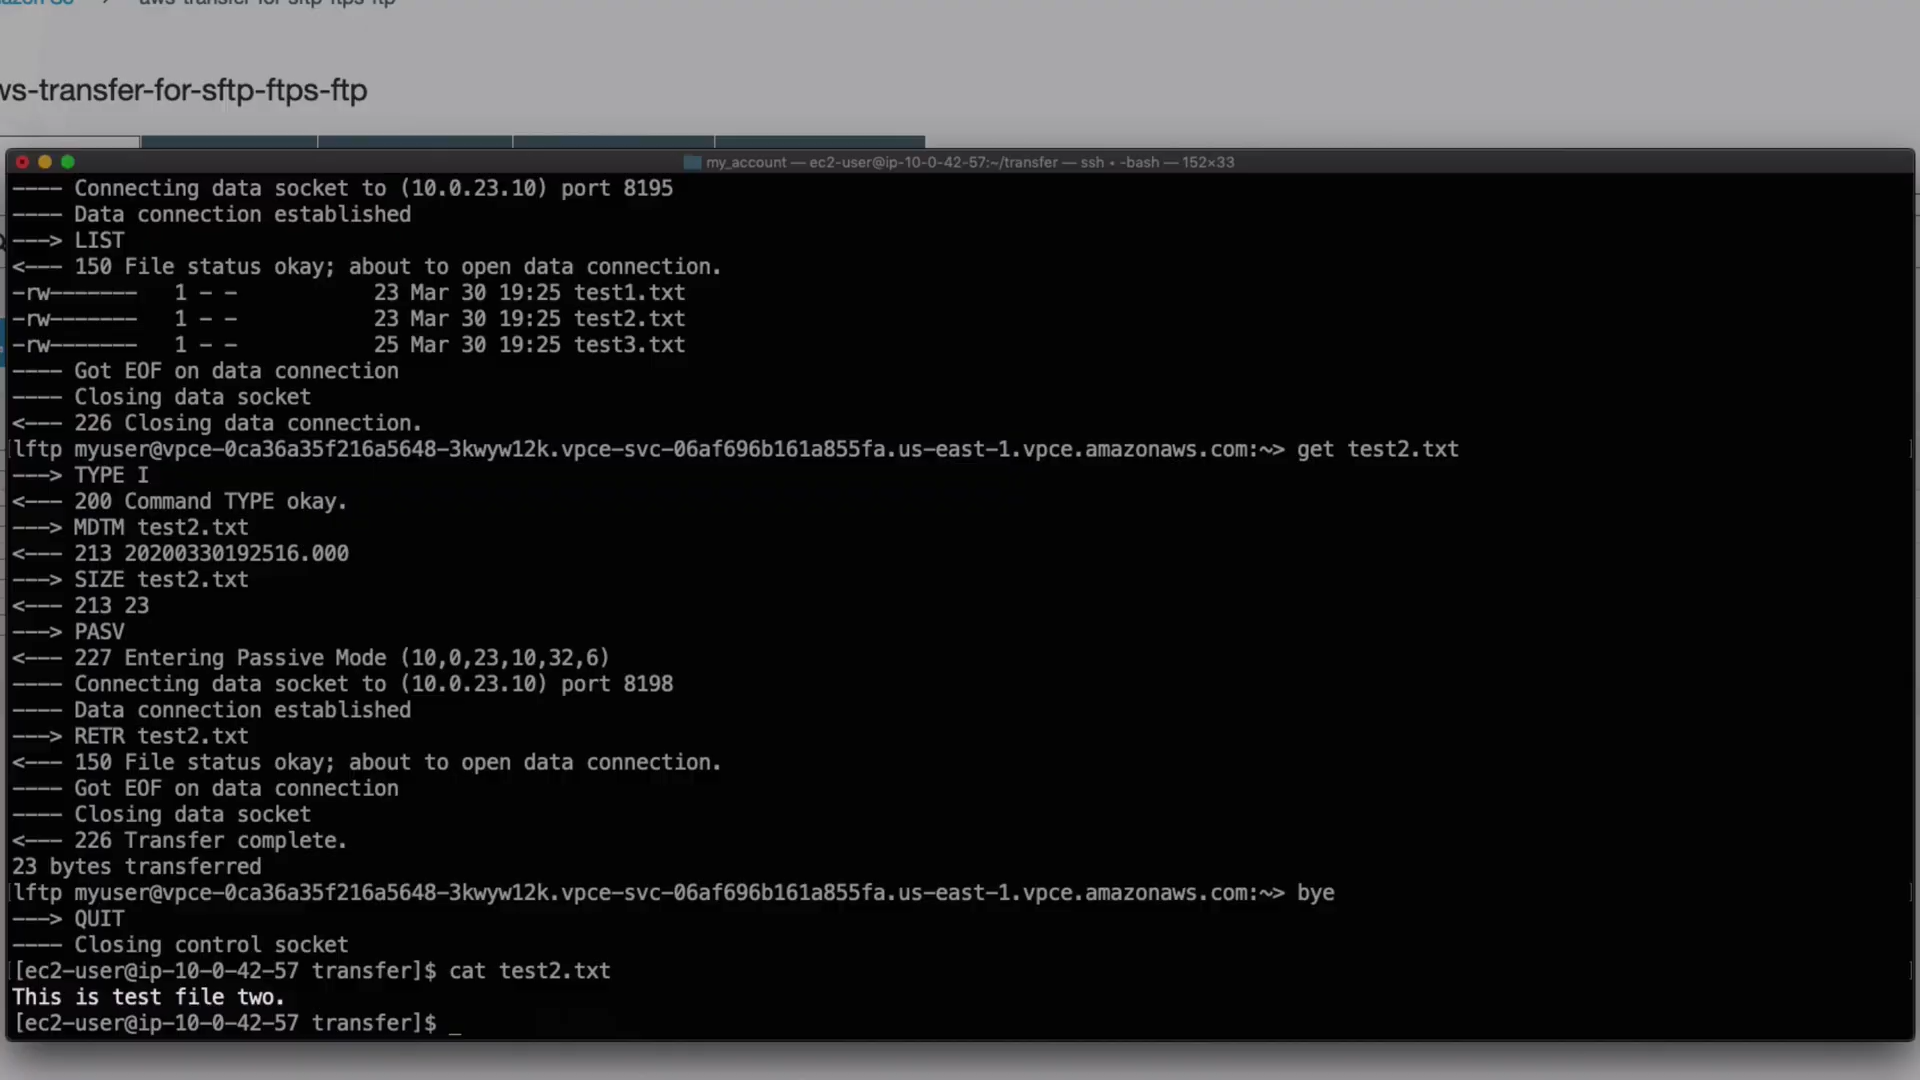 aws-transfer-for-sftp-ftps-ftp
ws-transfer-for-sftp-ftps-ftp
my_account — ec2-user@ip-10-0-42-57:~/transfer — ssh • -bash — 152×33
---- Connecting data socket to (10.0.23.10) port 8195
---- Data connection established
---> LIST
<--- 150 File status okay; about to open data connection.
-rw------- 1 - - 23 Mar 30 19:25 test1.txt
-rw------- 1 - - 23 Mar 30 19:25 test2.txt
-rw------- 1 - - 25 Mar 30 19:25 test3.txt
---- Got EOF on data connection
---- Closing data socket
<--- 226 Closing data connection.
lftp myuser@vpce-0ca36a35f216a5648-3kwyw12k.vpce-svc-06af696b161a855fa.us-east-1.vpce.amazonaws.com:~> get test2.txt
---> TYPE I
<--- 200 Command TYPE okay.
---> MDTM test2.txt
<--- 213 20200330192516.000
---> SIZE test2.txt
<--- 213 23
---> PASV
<--- 227 Entering Passive Mode (10,0,23,10,32,6)
---- Connecting data socket to (10.0.23.10) port 8198
---- Data connection established
---> RETR test2.txt
<--- 150 File status okay; about to open data connection.
---- Got EOF on data connection
---- Closing data socket
<--- 226 Transfer complete.
23 bytes transferred
lftp myuser@vpce-0ca36a35f216a5648-3kwyw12k.vpce-svc-06af696b161a855fa.us-east-1.vpce.amazonaws.com:~> bye
---> QUIT
---- Closing control socket
[ec2-user@ip-10-0-42-57 transfer]$ cat test2.txt
This is test file two.
[ec2-user@ip-10-0-42-57 transfer]$ _